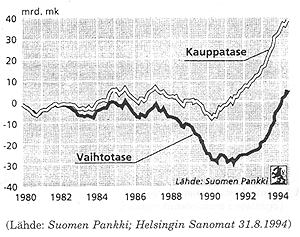 mrd. mk
40
30
Kauppatase
20
10
0
-10
Vaihtotase
-20
-30
Lähde: Suomen Pankki
-40
1980 1982 1984 1986 1988 1990 1992 1994
(Lähde: Suomen Pankki; Helsingin Sanomat 31.8.1994)